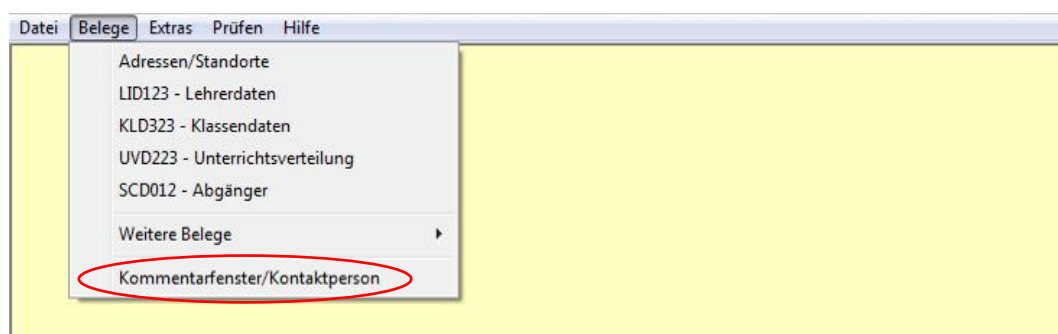 Datei Belege Extras Prüfen Hilfe
Adressen/Standorte
LID123 - Lehrerdaten
KLD323 - Klassendaten
UVD223 - Unterrichtsverteilung
SCD012 - Abgänger
Weitere Belege
Kommentarfenster/Kontaktperson